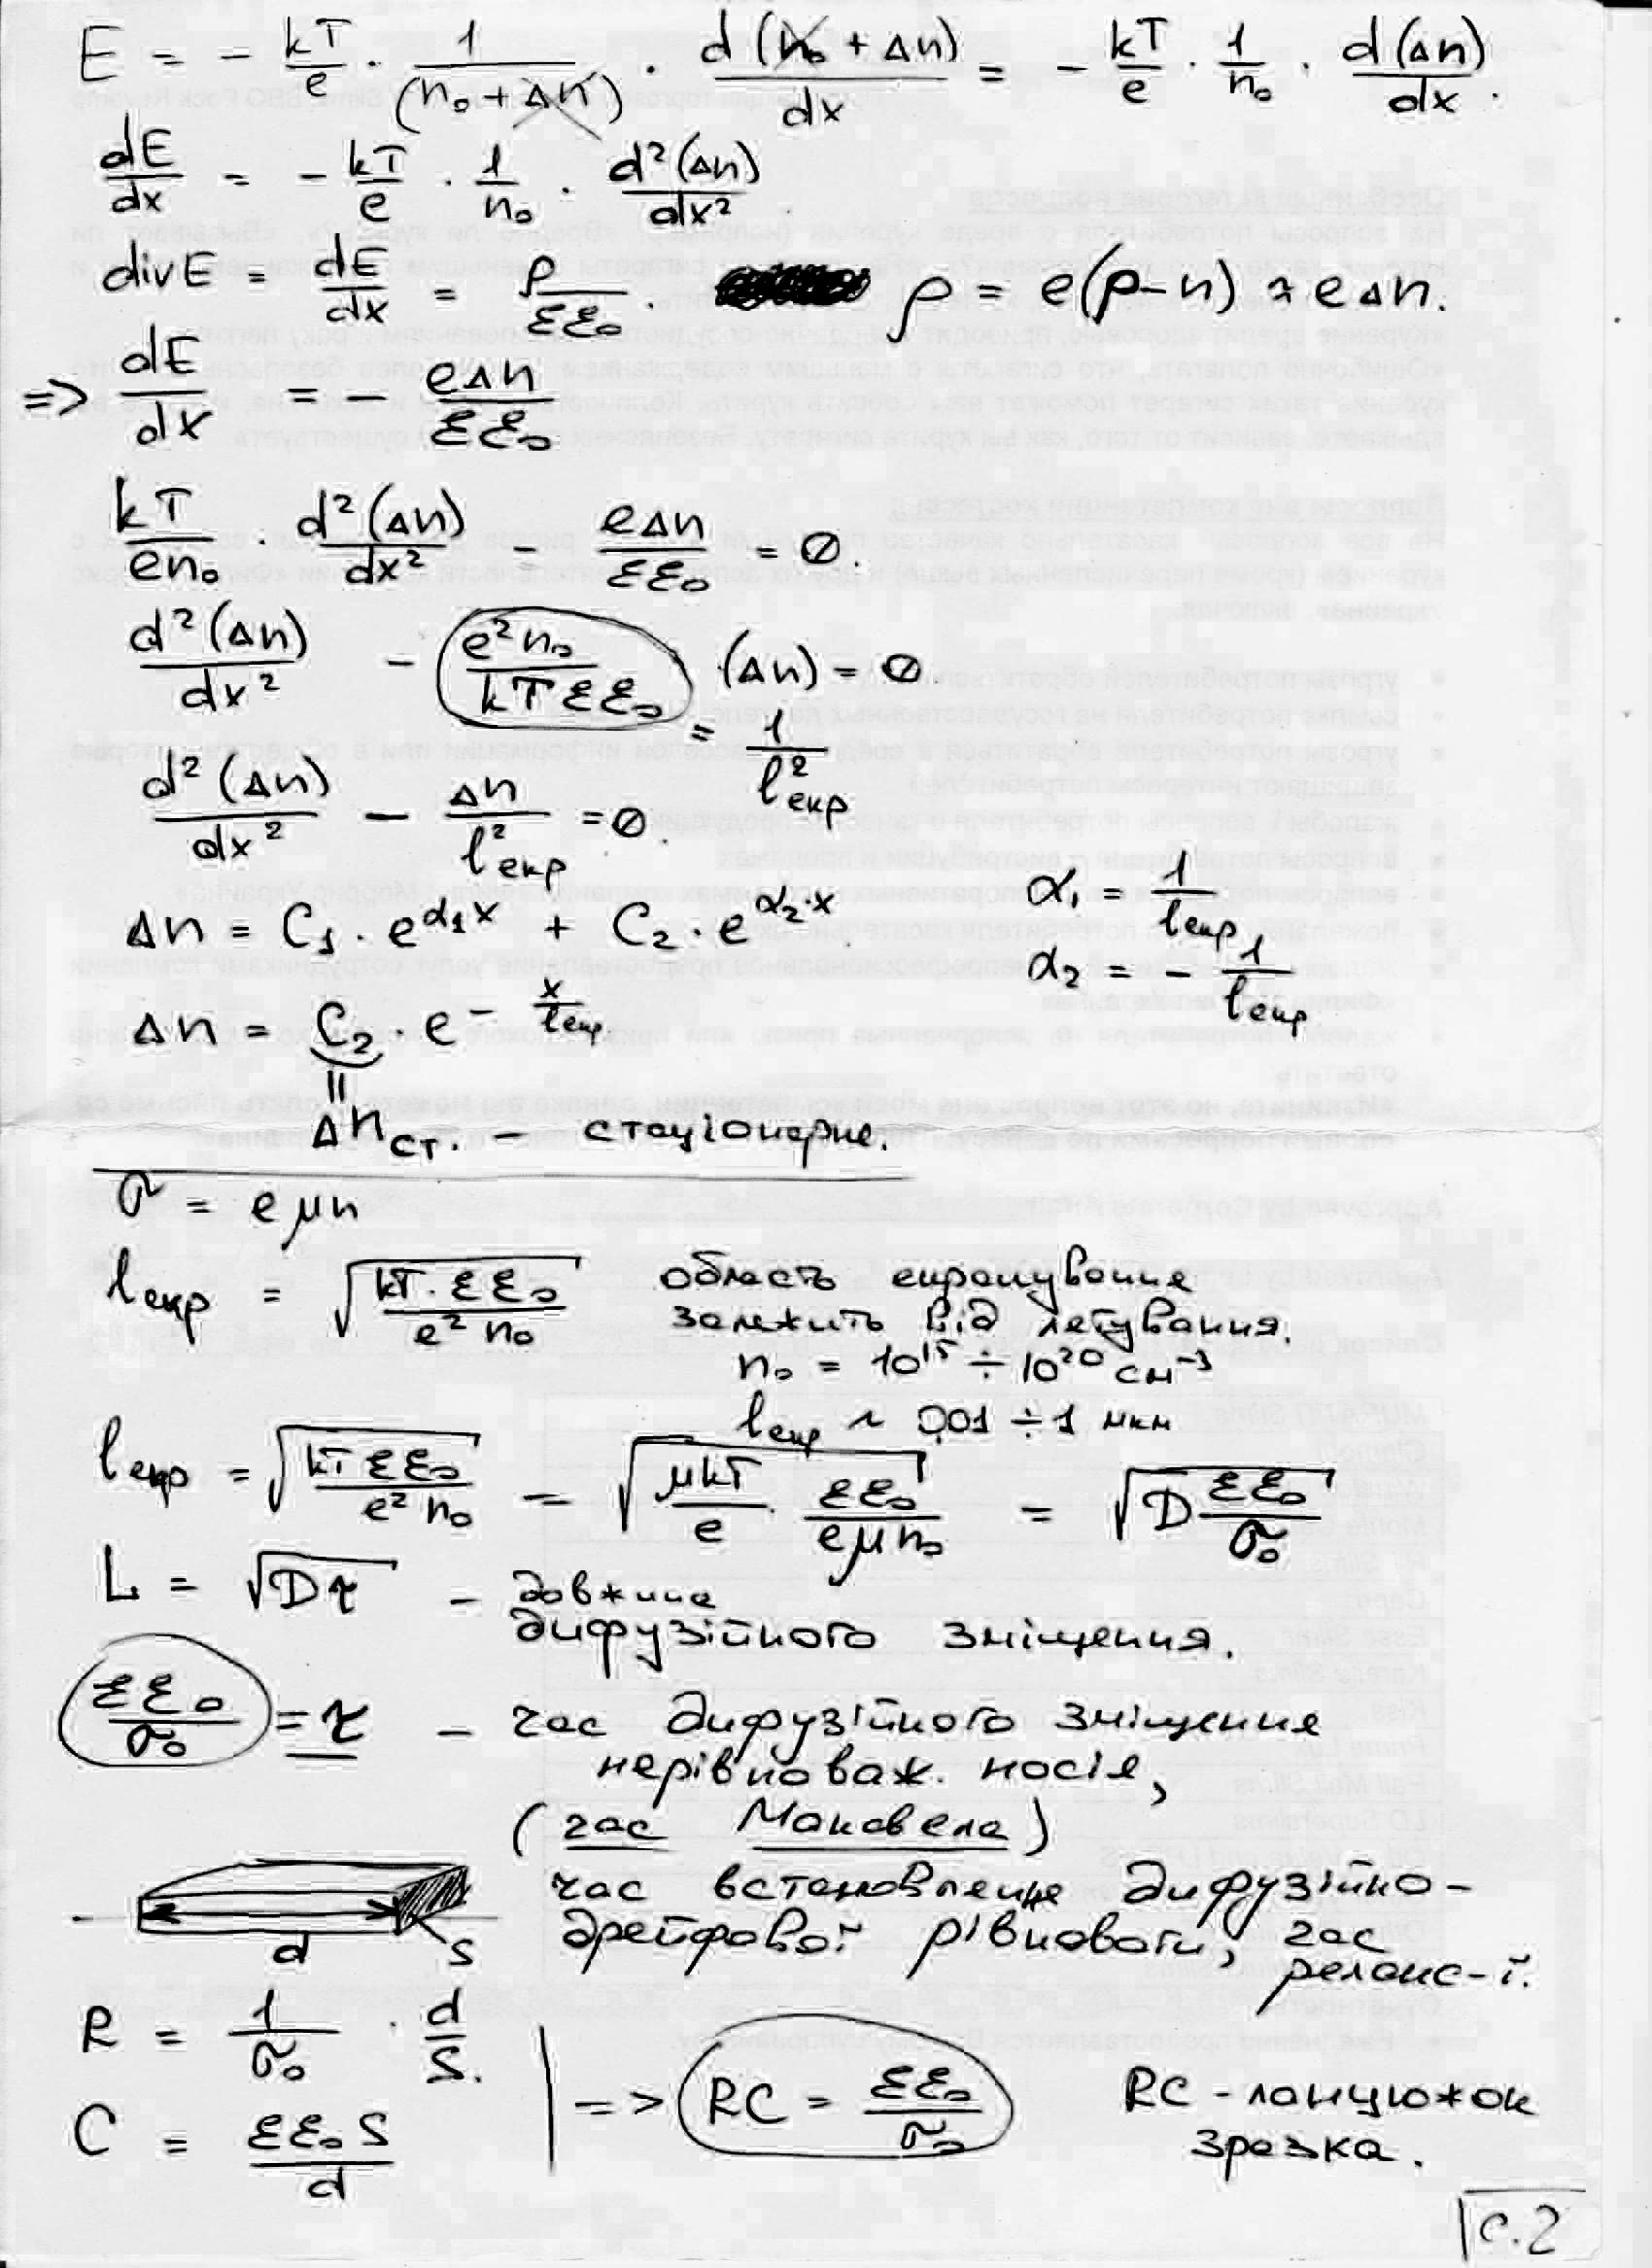 E = - kT/e · 1/(n₀ + Δn) · d(n₀ + Δn)/dx = - kT/e · 1/n₀ · d(Δn)/dx.
dE/dx = - kT/e · 1/n₀ · d²(Δn)/dx²
divE = dE/dx = ρ/εε₀. ρ = e(p-n) ≈ eΔn.
=> dE/dx = - eΔn/εε₀
kT/en₀ · d²(Δn)/dx² - eΔn/εε₀ = 0.
d²(Δn)/dx² - e²n₀/kTεε₀ · (Δn) = 0
= 1/l²екр
d²(Δn)/dx² - Δn/l²екр = 0.
Δn = C₁·e^(α₁x) + C₂·e^(α₂·x) α₁ = 1/lекр
α₂ = - 1/lекр
Δn = C₂·e^(- x/lекр)
=
Δnст. - стаціонарне.
σ = eμn
lекр = √(kT·εε₀/e²n₀) область екранування
залежить від легування.
n₀ = 10¹⁵ ÷ 10²⁰ см⁻³
lекр ~ 0,01 ÷ 1 мкм
lекр = √(kTεε₀/e²n₀) = √(μkT/e · εε₀/eμn₀) = √(D εε₀/σ₀)
L = √(Dτ) - довжина
дифузійного зміщення.
εε₀/σ₀ = τ - час дифузійного зміщення
нерівноваж. носія,
(час Максвела)
час встановлення дифузійно-
дрейфової рівноваги, час
релакс-ї.
d S
R = 1/σ₀ · d/S.
C = εε₀S/d => RC = εε₀/σ₀ RC - ланцюжок
зразка.
с.2